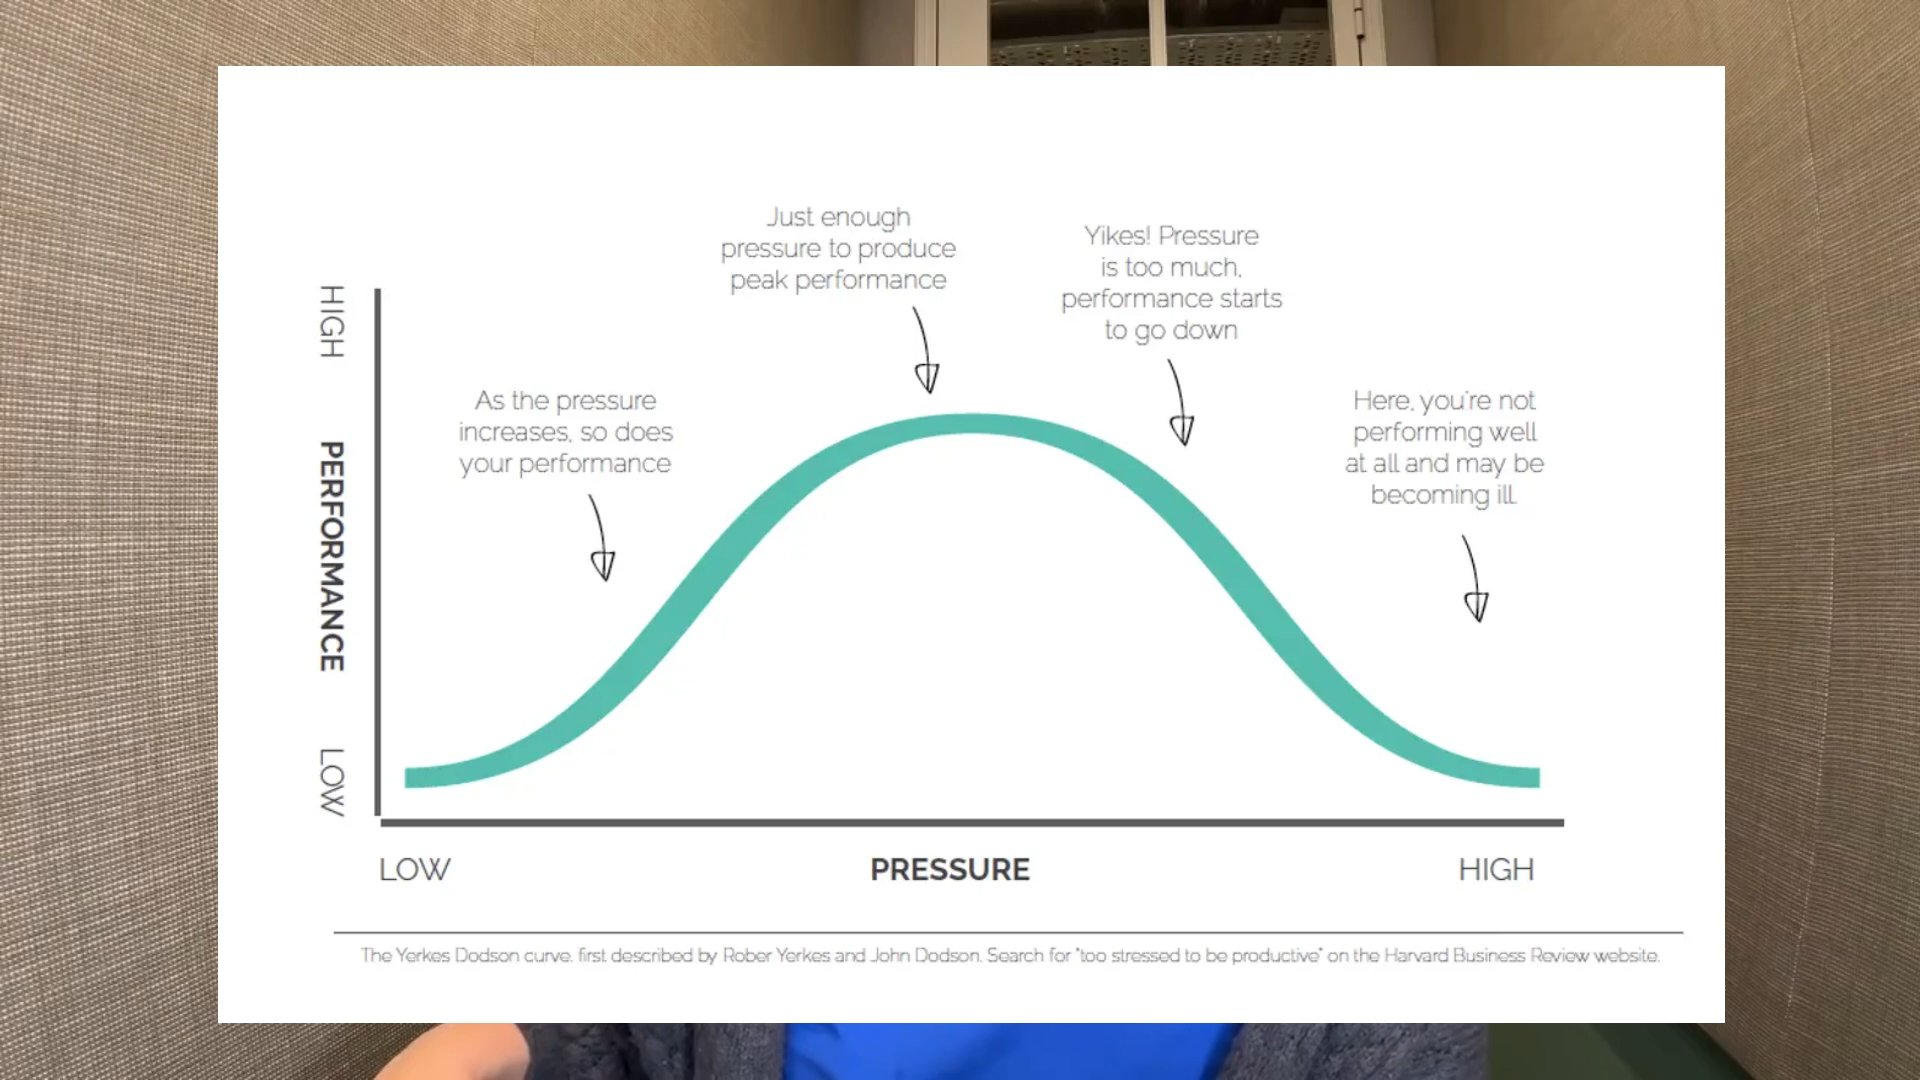 Just enough
pressure to produce
peak performance
Yikes! Pressure
is too much,
performance starts
to go down
As the pressure
increases, so does
your performance
Here, you're not
performing well
at all and may be
becoming ill.
HIGH
PERFORMANCE
LOW
LOW
PRESSURE
HIGH
The Yerkes Dodson curve, first described by Rober Yerkes and John Dodson. Search for "too stressed to be productive" on the Harvard Business Review website.